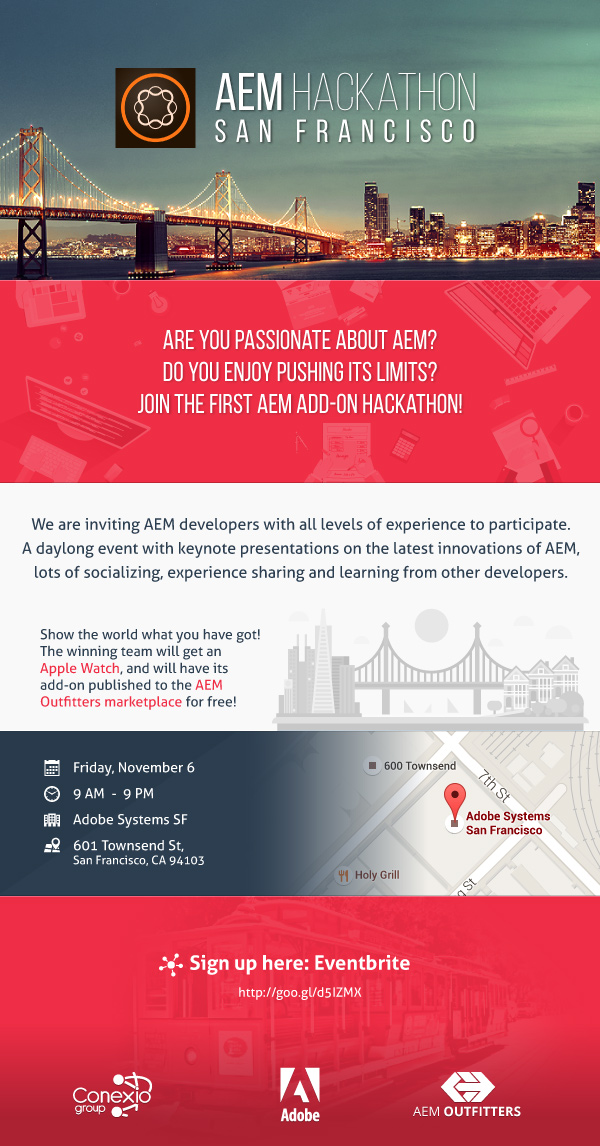 AEM HACKATHON
SAN FRANCISCO
ARE YOU PASSIONATE ABOUT AEM?
DO YOU ENJOY PUSHING ITS LIMITS?
JOIN THE FIRST AEM ADD-ON HACKATHON!
We are inviting AEM developers with all levels of experience to participate.
A daylong event with keynote presentations on the latest innovations of AEM,
lots of socializing, experience sharing and learning from other developers.
Show the world what you have got!
The winning team will get an
Apple Watch, and will have its
add-on published to the AEM
Outfitters marketplace for free!
Friday, November 6
9 AM - 9 PM
Adobe Systems SF
601 Townsend St,
San Francisco, CA 94103
600 Townsend
7th St
Adobe Systems
San Francisco
Holy Grill
g St
Sign up here: Eventbrite
http://goo.gl/d5IZMX
Conexio
group
Adobe
AEM OUTFITTERS